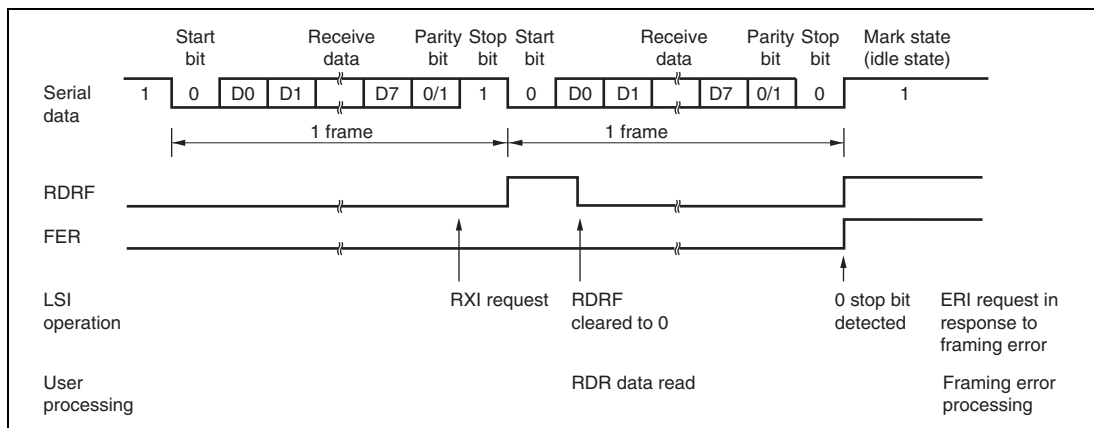 Start bit Receive data Parity bit Stop bit Start bit Receive data Parity bit Stop bit Mark state (idle state)
Serial data 1 0 D0 D1 D7 0/1 1 0 D0 D1 D7 0/1 0 1
1 frame 1 frame
RDRF
FER
LSI operation RXI request RDRF cleared to 0 0 stop bit detected ERI request in response to framing error
User processing RDR data read Framing error processing